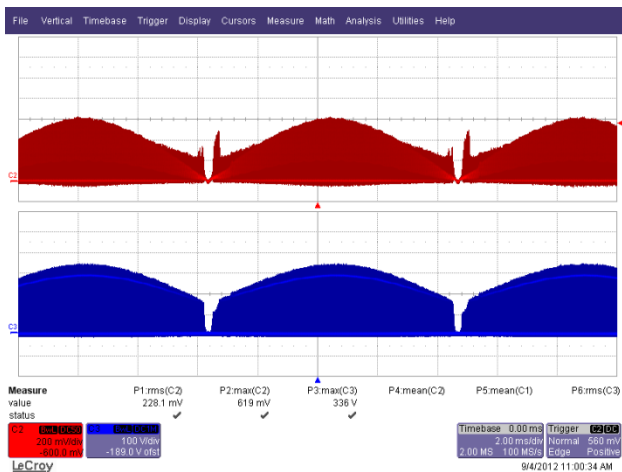 File Vertical Timebase Trigger Display Cursors Measure Math Analysis Utilities Help
C2
C3
Measure P1:rms(C2) P2:max(C2) P3:max(C3) P4:mean(C2) P5:mean(C1) P6:rms(C3)
value 228.1 mV 619 mV 336 V
status
C2 BwL DC50
200 mV/div
-600.0 mV
100 V/div
-189.0 V ofst
Timebase 0.00 ms
2.00 ms/div
2.00 MS 100 MS/s
Trigger C2 DC
Normal 560 mV
Edge Positive
LeCroy
9/4/2012 11:00:34 AM